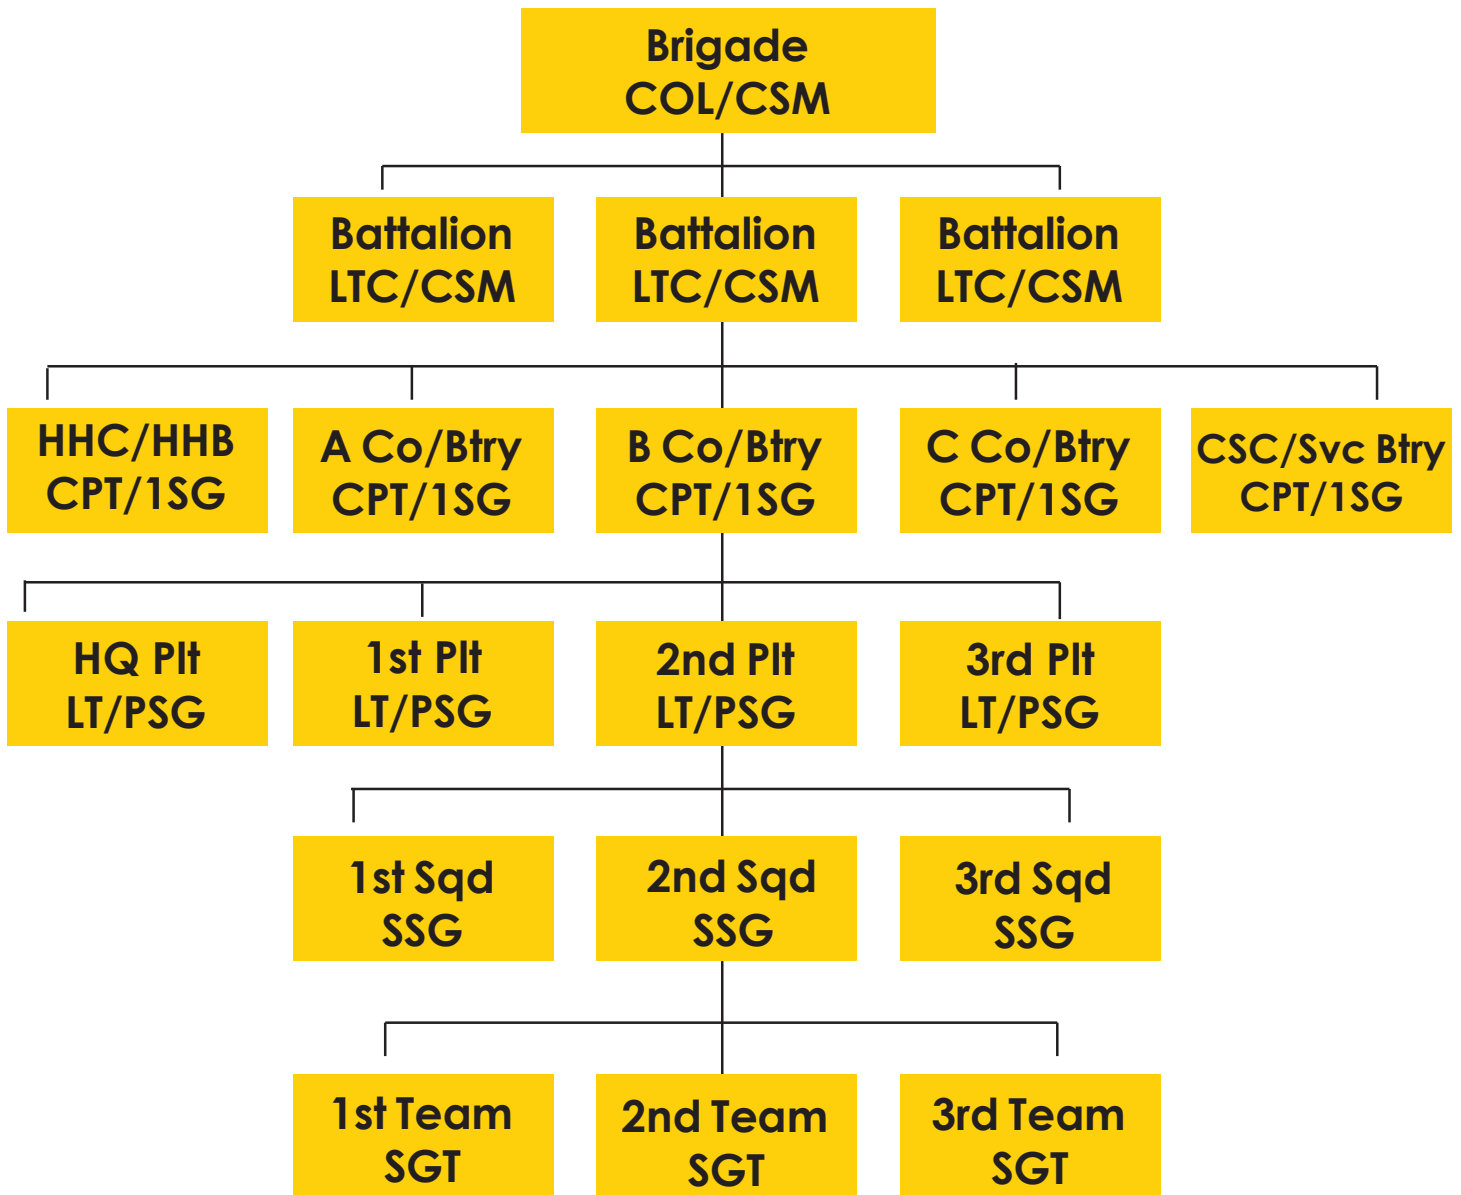 Brigade
COL/CSM
Battalion
LTC/CSM
Battalion
LTC/CSM
Battalion
LTC/CSM
HHC/HHB
CPT/1SG
A Co/Btry
CPT/1SG
B Co/Btry
CPT/1SG
C Co/Btry
CPT/1SG
CSC/Svc Btry
CPT/1SG
HQ Plt
LT/PSG
1st Plt
LT/PSG
2nd Plt
LT/PSG
3rd Plt
LT/PSG
1st Sqd
SSG
2nd Sqd
SSG
3rd Sqd
SSG
1st Team
SGT
2nd Team
SGT
3rd Team
SGT